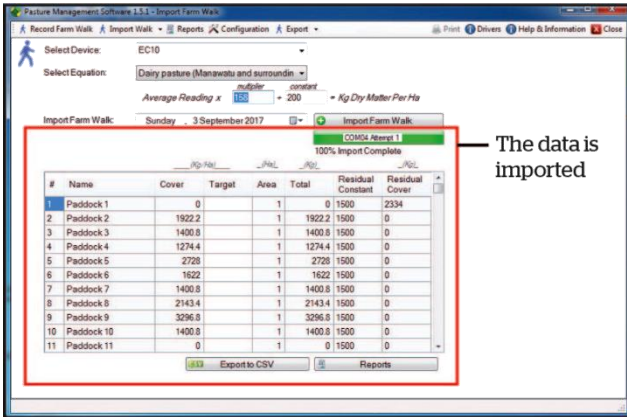 Pasture Management Software 1.5.1 - Import Farm Walk
Record Farm Walk Import Walk Reports Configuration Export Print Drivers Help & Information Close
Select Device: EC10
Select Equation: Dairy pasture (Manawatu and surroundin
multiplier constant
Average Reading x 158 + 200 = Kg Dry Matter Per Ha
Import Farm Walk: Sunday , 3 September 2017 Import Farm Walk
COM04 Attempt 1
100% Import Complete
The data is
imported
(Kg/Ha) (Ha) (Kg) (Kg)
# Name Cover Target Area Total Residual Constant Residual Cover
1 Paddock 1 0 1 0 1500 2334
2 Paddock 2 1922.2 1 1922.2 1500 0
3 Paddock 3 1400.8 1 1400.8 1500 0
4 Paddock 4 1274.4 1 1274.4 1500 0
5 Paddock 5 2728 1 2728 1500 0
6 Paddock 6 1622 1 1622 1500 0
7 Paddock 7 1400.8 1 1400.8 1500 0
8 Paddock 8 2143.4 1 2143.4 1500 0
9 Paddock 9 3296.8 1 3296.8 1500 0
10 Paddock 10 1400.8 1 1400.8 1500 0
11 Paddock 11 0 1 0 1500 0
Export to CSV Reports